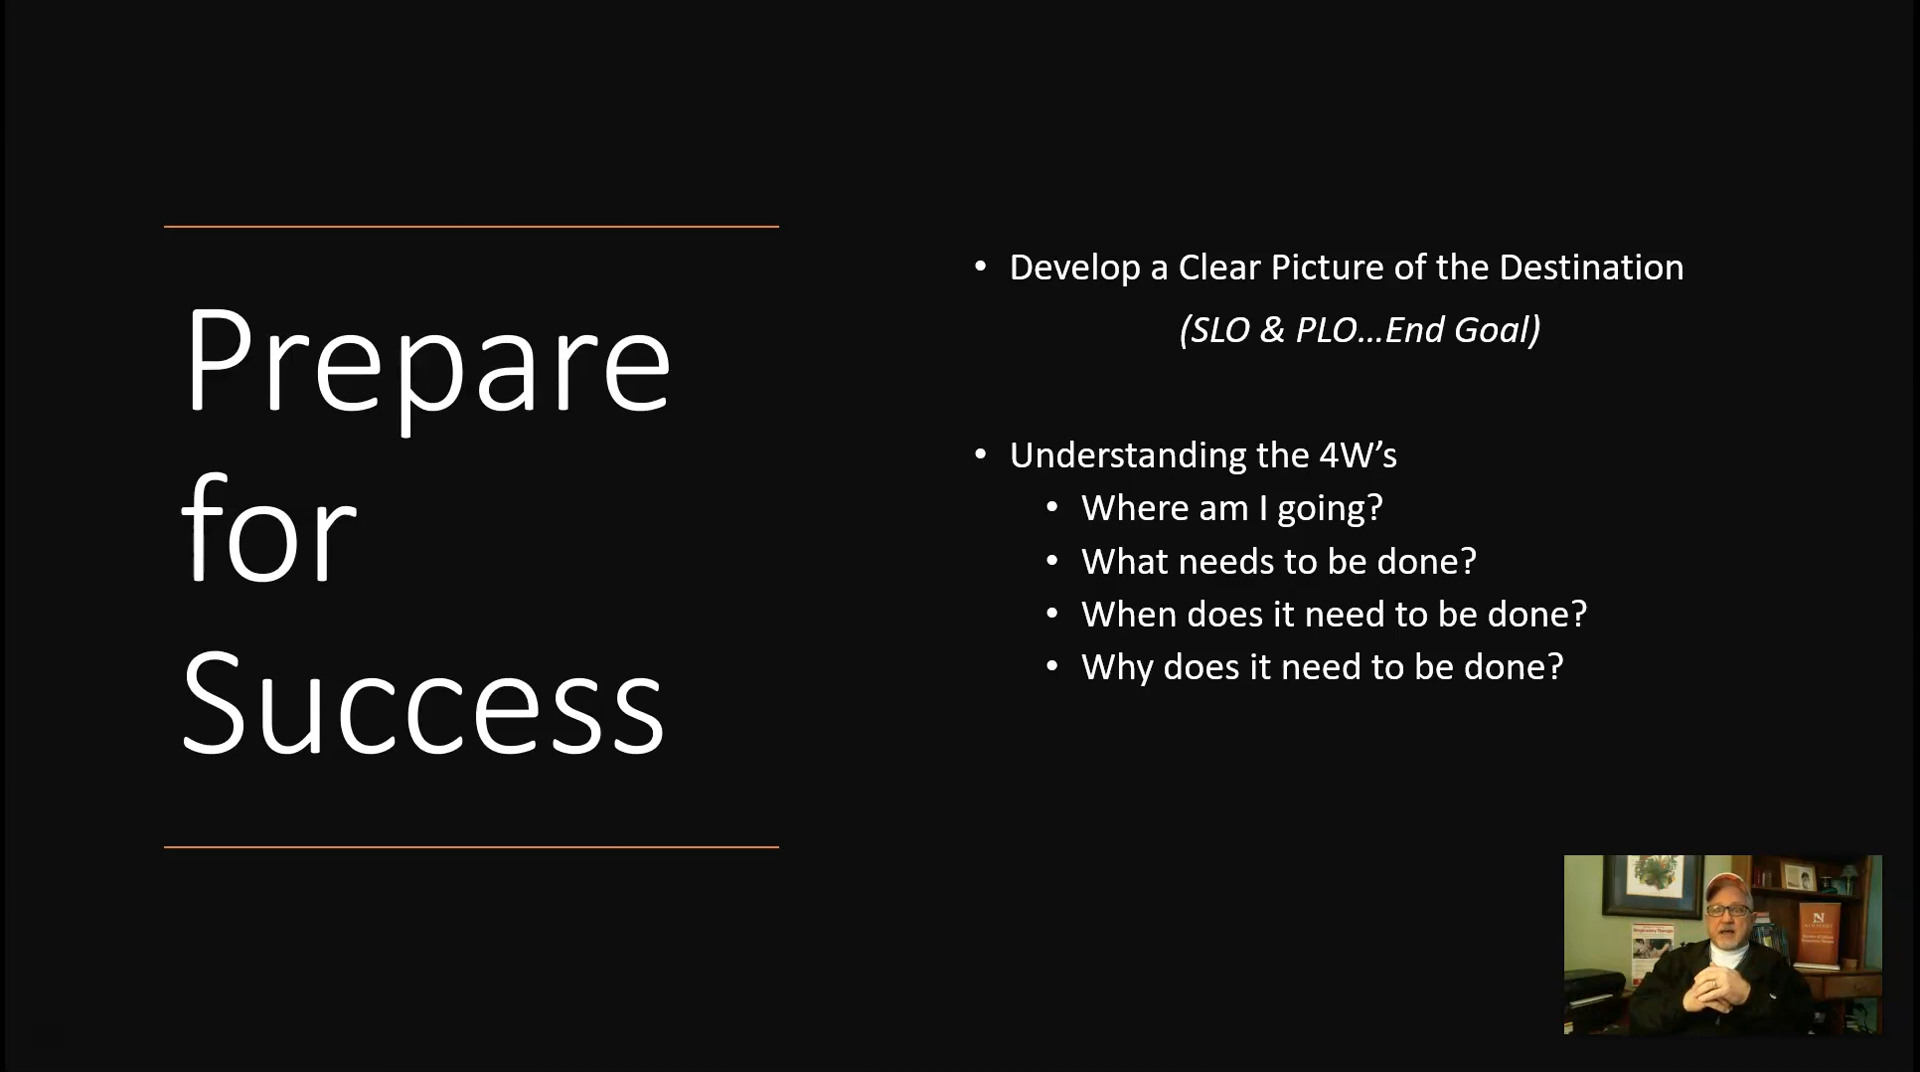 Prepare
for
Success
• Develop a Clear Picture of the Destination
(SLO & PLO...End Goal)
• Understanding the 4W's
• Where am I going?
• What needs to be done?
• When does it need to be done?
• Why does it need to be done?
Respiratory Therapy
N